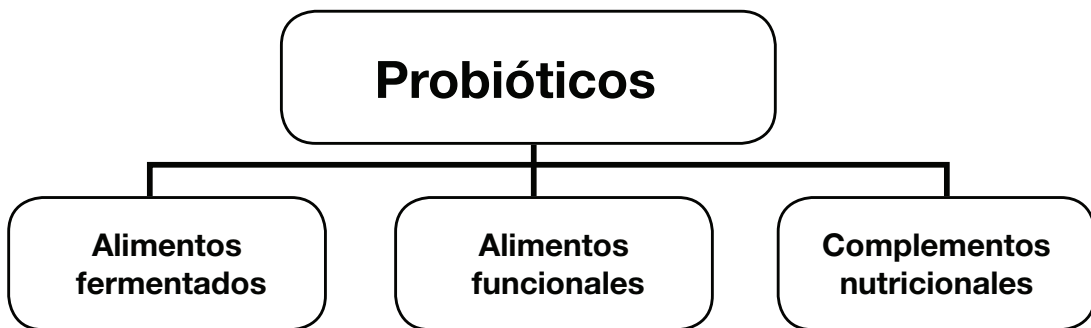 Probióticos
Alimentos
fermentados
Alimentos
funcionales
Complementos
nutricionales